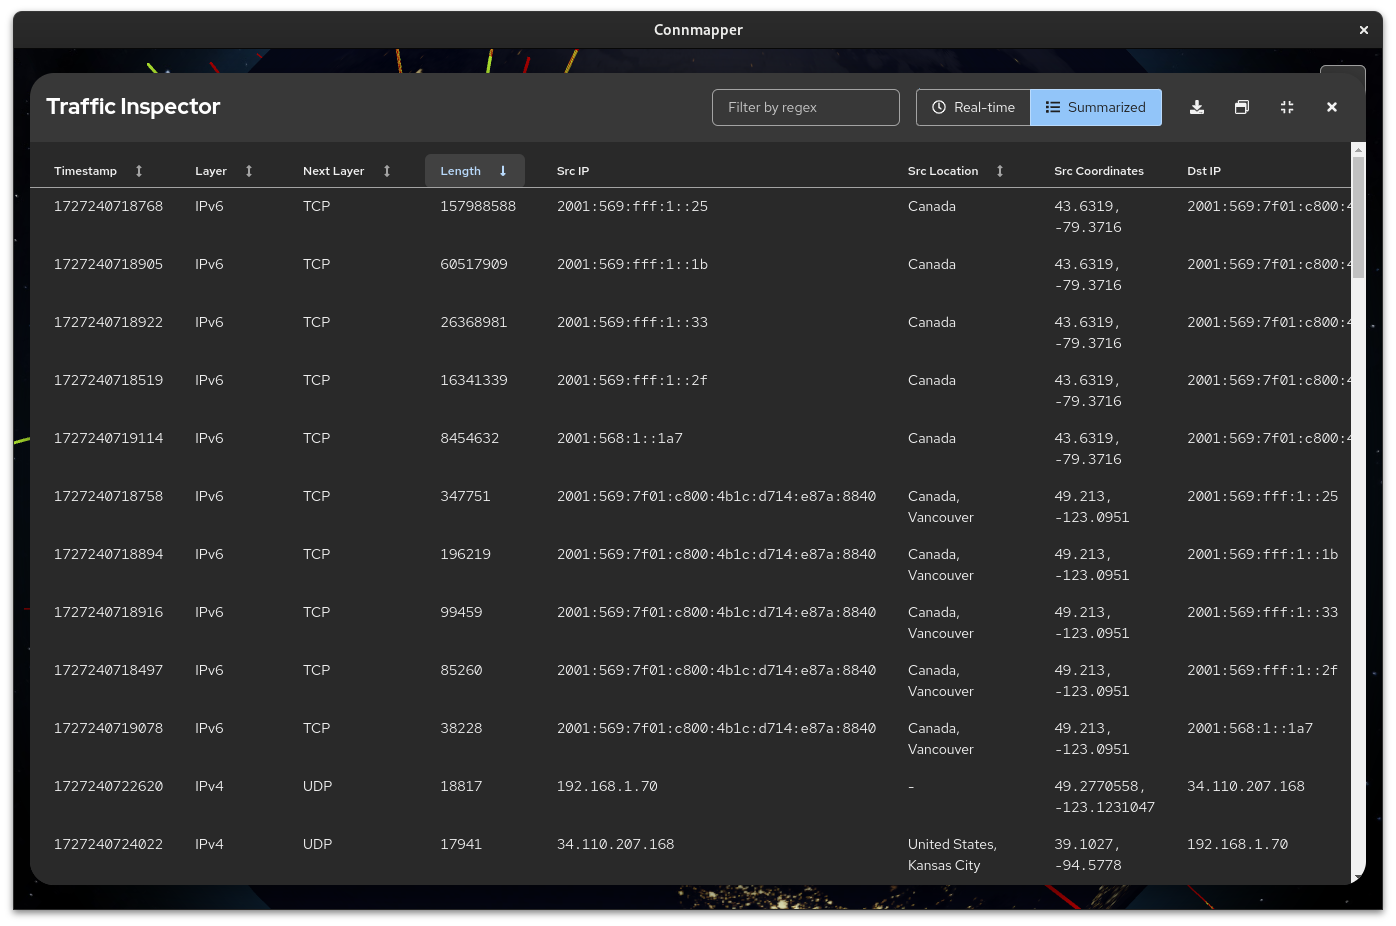 Connmapper
Traffic Inspector
Filter by regex
Real-time
Summarized
Timestamp Layer Next Layer Length Src IP Src Location Src Coordinates Dst IP
1727240718768 IPv6 TCP 157988588 2001:569:fff:1::25 Canada 43.6319, 2001:569:7f01:c800:4
-79.3716
1727240718905 IPv6 TCP 60517909 2001:569:fff:1::1b Canada 43.6319, 2001:569:7f01:c800:4
-79.3716
1727240718922 IPv6 TCP 26368981 2001:569:fff:1::33 Canada 43.6319, 2001:569:7f01:c800:4
-79.3716
1727240718519 IPv6 TCP 16341339 2001:569:fff:1::2f Canada 43.6319, 2001:569:7f01:c800:4
-79.3716
1727240719114 IPv6 TCP 8454632 2001:568:1::1a7 Canada 43.6319, 2001:569:7f01:c800:4
-79.3716
1727240718758 IPv6 TCP 347751 2001:569:7f01:c800:4b1c:d714:e87a:8840 Canada, 49.213, 2001:569:fff:1::25
Vancouver -123.0951
1727240718894 IPv6 TCP 196219 2001:569:7f01:c800:4b1c:d714:e87a:8840 Canada, 49.213, 2001:569:fff:1::1b
Vancouver -123.0951
1727240718916 IPv6 TCP 99459 2001:569:7f01:c800:4b1c:d714:e87a:8840 Canada, 49.213, 2001:569:fff:1::33
Vancouver -123.0951
1727240718497 IPv6 TCP 85260 2001:569:7f01:c800:4b1c:d714:e87a:8840 Canada, 49.213, 2001:569:fff:1::2f
Vancouver -123.0951
1727240719078 IPv6 TCP 38228 2001:569:7f01:c800:4b1c:d714:e87a:8840 Canada, 49.213, 2001:568:1::1a7
Vancouver -123.0951
1727240722620 IPv4 UDP 18817 192.168.1.70 - 49.2770558, 34.110.207.168
-123.1231047
1727240724022 IPv4 UDP 17941 34.110.207.168 United States, 39.1027, 192.168.1.70
Kansas City -94.5778